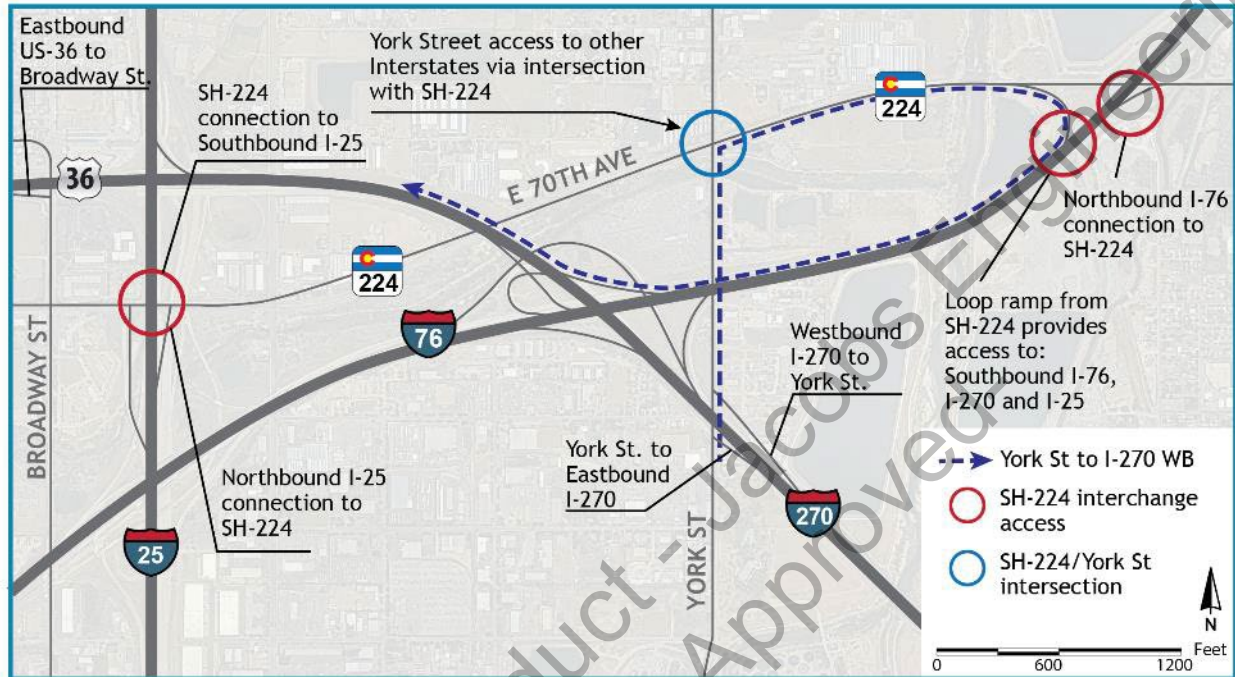 Eastbound
US-36 to
Broadway St.
SH-224
connection to
Southbound I-25
York Street access to other
Interstates via intersection
with SH-224
224
36
E 70TH AVE
Northbound I-76
connection to
SH-224
224
76
Loop ramp from
SH-224 provides
access to:
Southbound I-76,
I-270 and I-25
Westbound
I-270 to
York St.
BROADWAY ST
York St. to
Eastbound
I-270
Northbound I-25
connection to
SH-224
25
270
YORK ST
York St to I-270 WB
SH-224 interchange
access
SH-224/York St
intersection
N
Feet
0 600 1200
duct - Jacobs Engineer
Approved